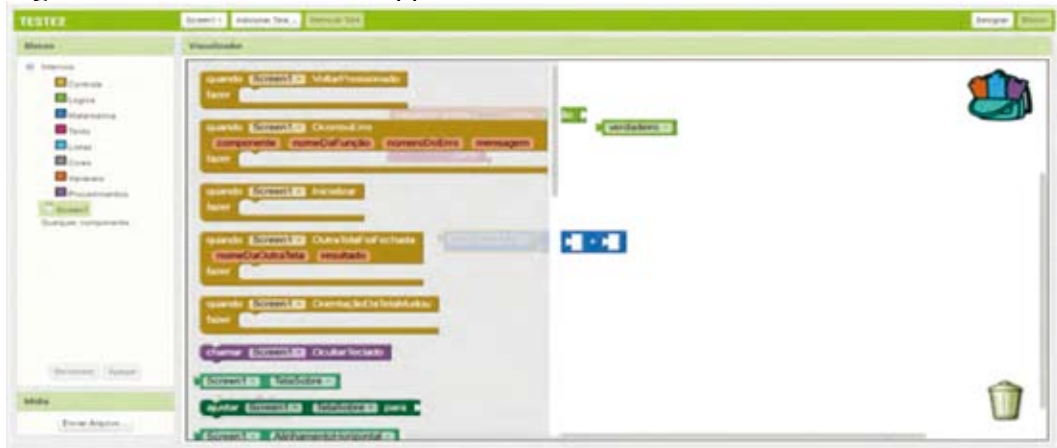 TESTE2
Screen1
Adicionar Tela...
Remover Tela
Designer
Blocos
Blocos
Visualizador
Internos
Controle
Lógica
Matemática
Texto
Listas
Cores
Variáveis
Procedimentos
Screen1
Qualquer componente
Renomear
Apagar
Mídia
Enviar Arquivo...
quando Screen1 VoltarPressionado
fazer
quando Screen1 OcorreuErro
componente nomeDaFunção númeroDoErro mensagem
fazer
quando Screen1 Inicializar
fazer
quando Screen1 OutraTelaFoiFechada
nomeDaOutraTela resultado
fazer
quando Screen1 OrientaçãoDaTelaMudou
fazer
chamar Screen1 OcultarTeclado
Screen1 TelaSobre
ajustar Screen1 TelaSobre para
Screen1 AlinhamentoHorizontal
verdadeiro
+